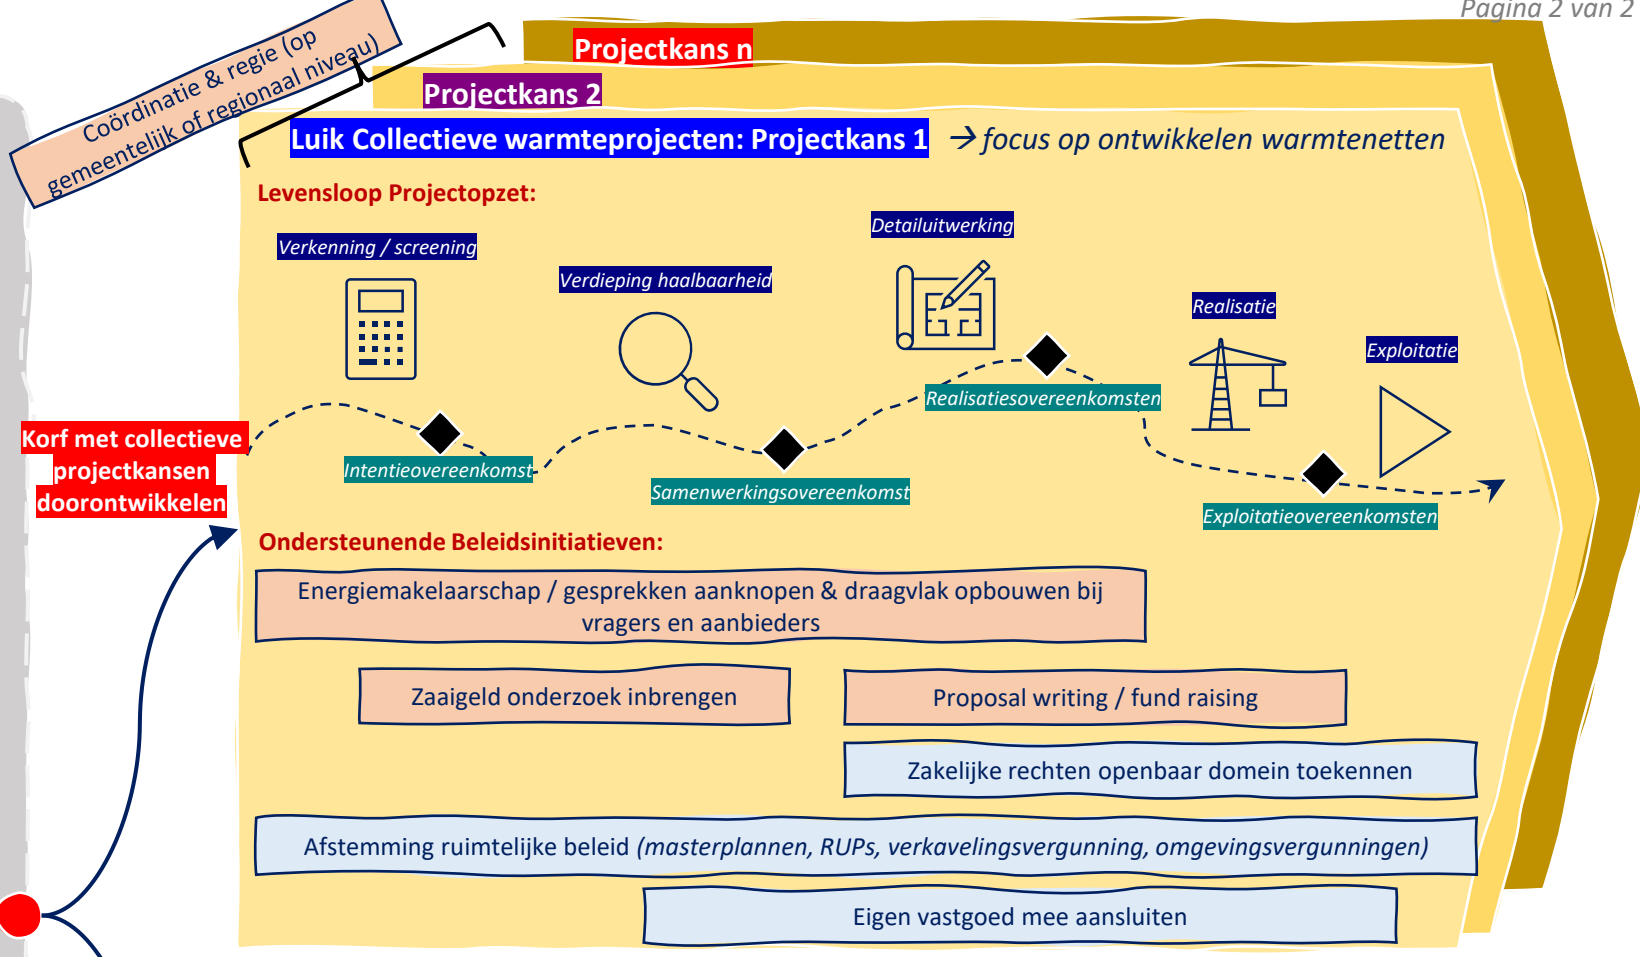 Pagina 2 van 2
Coördinatie & regie (op
gemeentelijk of regionaal niveau)
Projectkans n
Projectkans 2
Luik Collectieve warmteprojecten: Projectkans 1 → focus op ontwikkelen warmtenetten
Levensloop Projectopzet:
Verkenning / screening
Verdieping haalbaarheid
Detailuitwerking
Realisatie
Exploitatie
Korf met collectieve
projectkansen
doorontwikkelen
Intentieovereenkomst
Samenwerkingsovereenkomst
Realisatiesovereenkomsten
Exploitatieovereenkomsten
Ondersteunende Beleidsinitiatieven:
Energiemakelaarschap / gesprekken aanknopen & draagvlak opbouwen bij
vragers en aanbieders
Zaaigeld onderzoek inbrengen
Proposal writing / fund raising
Zakelijke rechten openbaar domein toekennen
Afstemming ruimtelijke beleid (masterplannen, RUPs, verkavelingsvergunning, omgevingsvergunningen)
Eigen vastgoed mee aansluiten